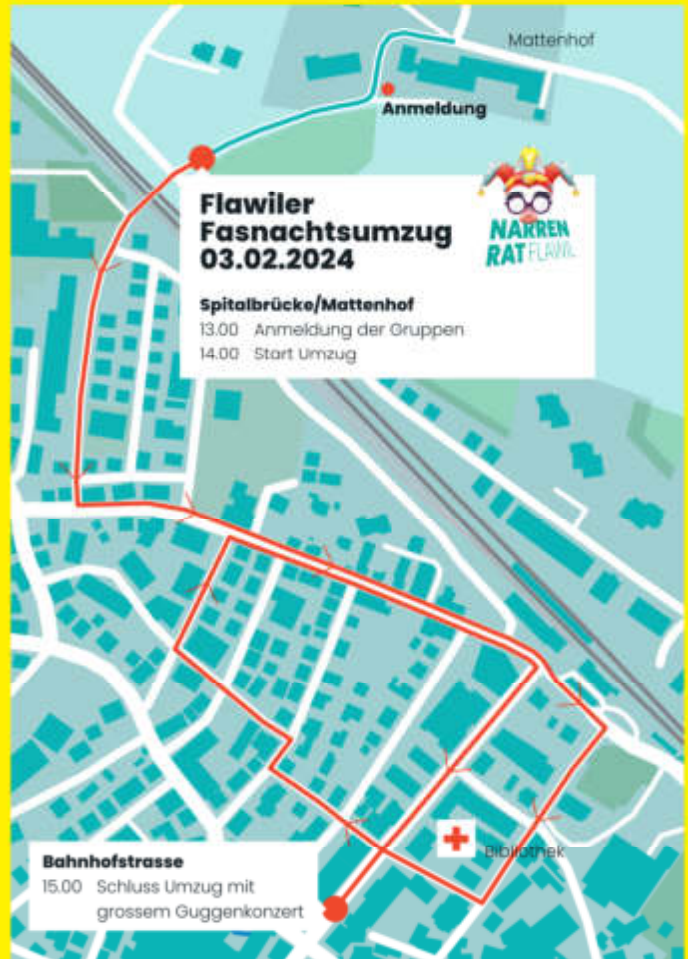 Mattenhof
Anmeldung
Flawiler
Fasnachtsumzug
03.02.2024
NARREN
RAT FLAWIL
Spitalbrücke/Mattenhof
13.00 Anmeldung der Gruppen
14.00 Start Umzug
Bibliothek
Bahnhofstrasse
15.00 Schluss Umzug mit
grossem Guggenkonzert